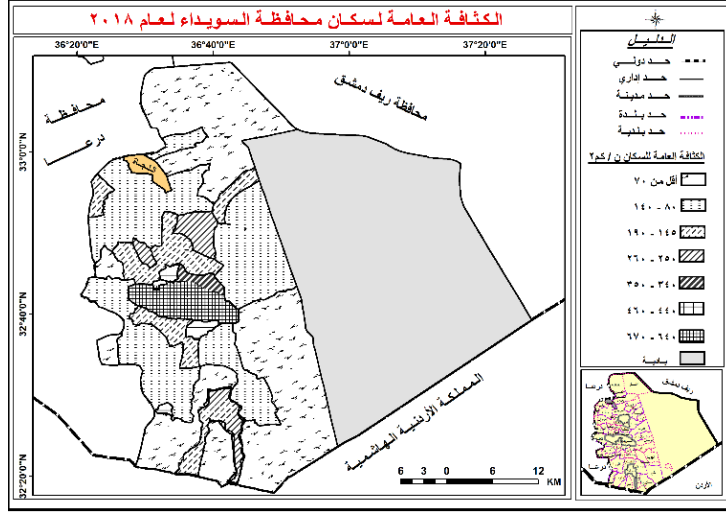 الكثافة العامة لسكان محافظة السويداء لعام ٢٠١٨
36°20'0"E
36°40'0"E
37°0'0"E
37°20'0"E
33°0'N
32°40'0"N
32°20'0"N
محافظة
درعا
محافظة ريف دمشق
اللجاة
المملكة الأردنية الهاشمية
6 3 0 6 12
KM
الدليل
حد دولي
حد إداري
حد مدينة
حد بلدة
حد بلدية
الكثافة العامة للسكان ن / كم٢
أقل من ٧٠
٨٠ - ١٤٠
١٤٥ - ١٩٠
٢٥٠ - ٢٦٠
٣٤٠ - ٣٥٠
٤٤٠ - ٤٦٠
٦٤٠ - ٦٧٠
بادية
ريف دمشق
درعا
درعا
الأردن